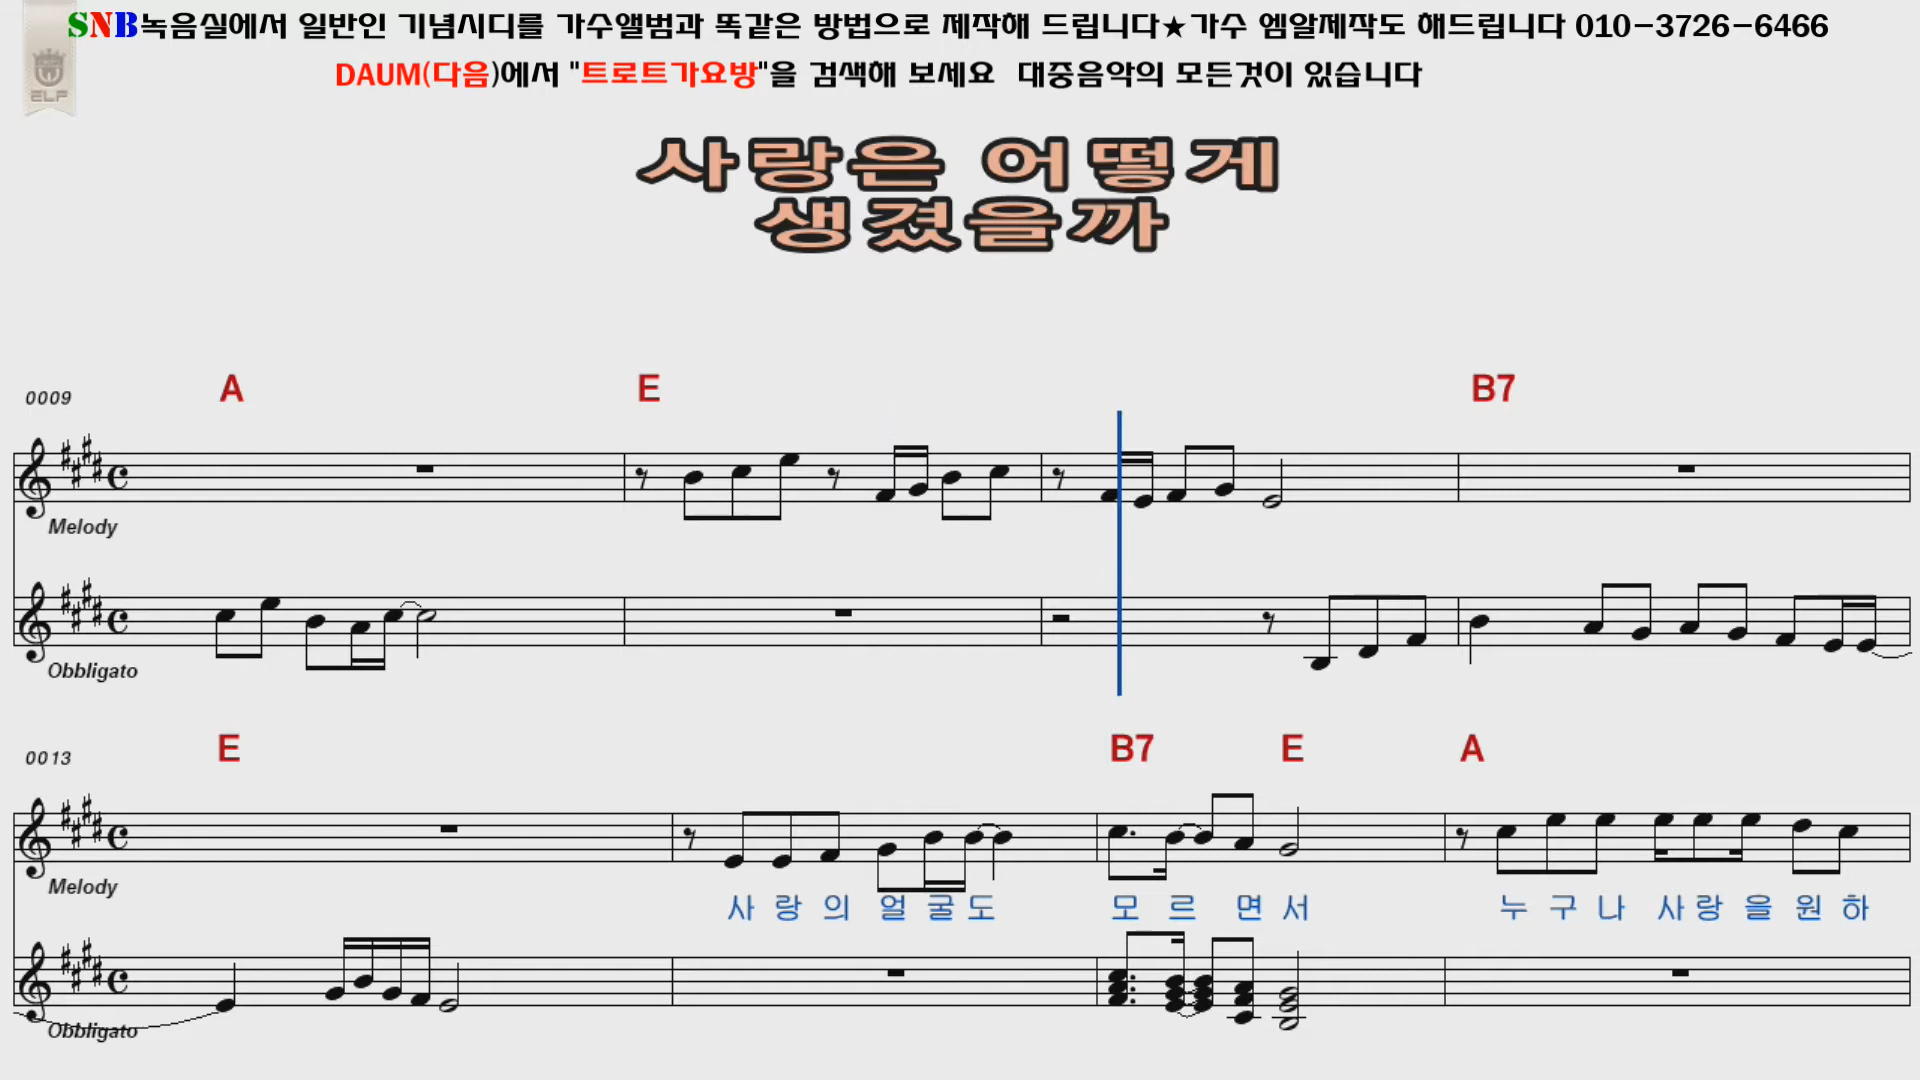 SNB녹음실에서 일반인 기념시디를 가수앨범과 똑같은 방법으로 제작해 드립니다★가수 엠알제작도 해드립니다 010-3726-6466
DAUM(다음)에서 "트로트가요방"을 검색해 보세요 대중음악의 모든것이 있습니다
ELF
사랑은 어떻게
생겼을까
0009 A E B7
Melody
Obbligato
0013 E B7 E A
Melody
사 랑 의 얼 굴 도 모 르 면 서 누 구 나 사 랑 을 원 하
Obbligato